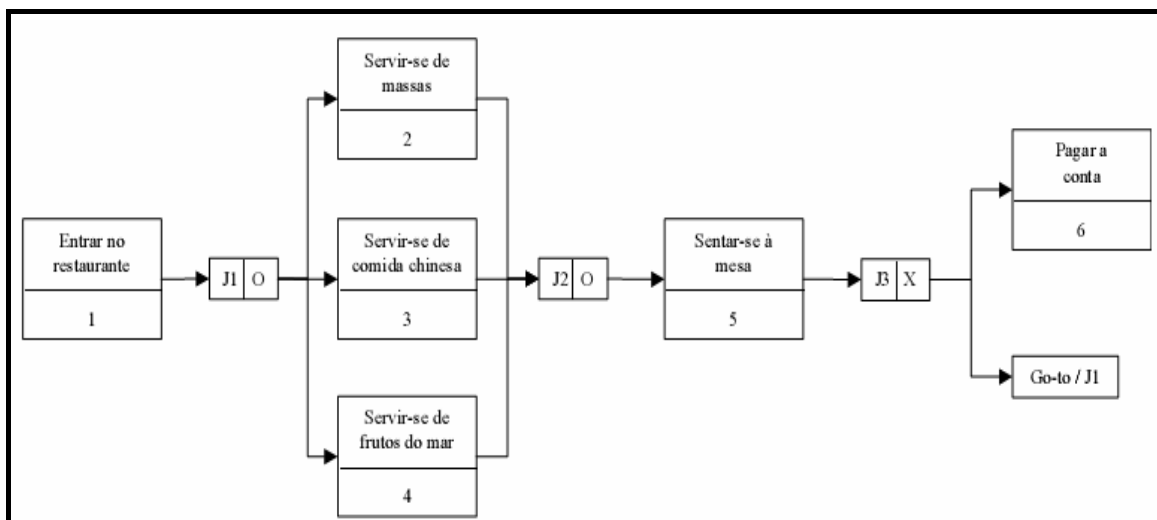 Servir-se de
massas
2
Entrar no
restaurante
1
J1 O
Servir-se de
comida chinesa
3
Servir-se de
frutos do mar
4
J2 O
Sentar-se à
mesa
5
J3 X
Pagar a
conta
6
Go-to / J1